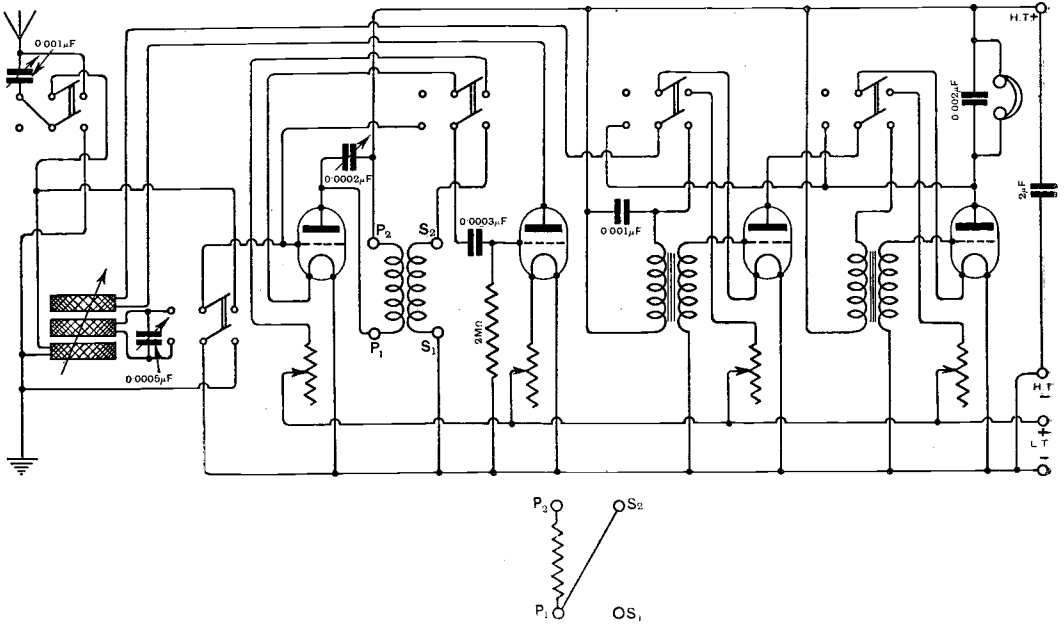 H.T+
0·001µF
0·002µF
0·0002µF
2µF
0·0003µF
P₂
S₂
0·001µF
2MΩ
P₁
S₁
0·0005µF
H.T
−
+
L T
−
P₂
S₂
P₁
S₁